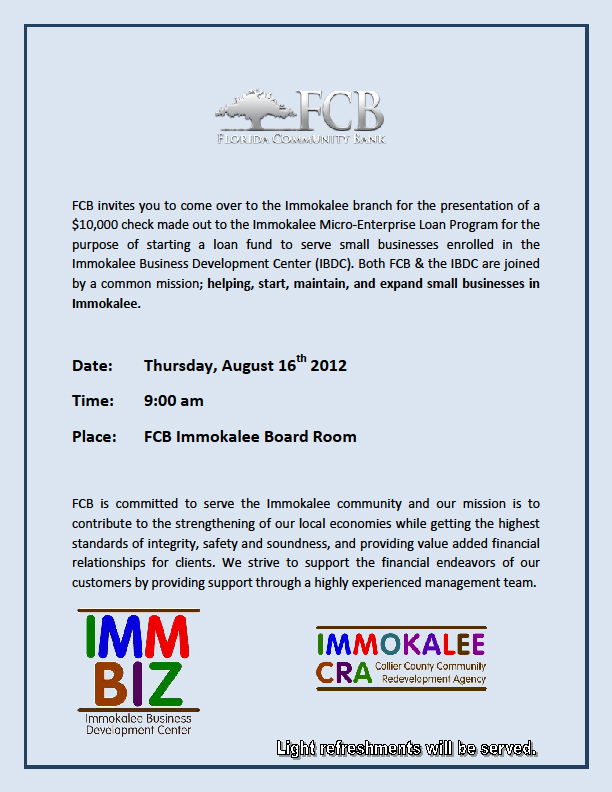 FCB
FLORIDA COMMUNITY BANK
FCB invites you to come over to the Immokalee branch for the presentation of a
$10,000 check made out to the Immokalee Micro-Enterprise Loan Program for the
purpose of starting a loan fund to serve small businesses enrolled in the
Immokalee Business Development Center (IBDC). Both FCB & the IBDC are joined
by a common mission; helping, start, maintain, and expand small businesses in
Immokalee.
Date: Thursday, August 16th 2012
Time: 9:00 am
Place: FCB Immokalee Board Room
FCB is committed to serve the Immokalee community and our mission is to
contribute to the strengthening of our local economies while getting the highest
standards of integrity, safety and soundness, and providing value added financial
relationships for clients. We strive to support the financial endeavors of our
customers by providing support through a highly experienced management team.
IMM
BIZ
Immokalee Business
Development Center
IMMOKALEE
CRA Collier County Community
Redevelopment Agency
Light refreshments will be served.